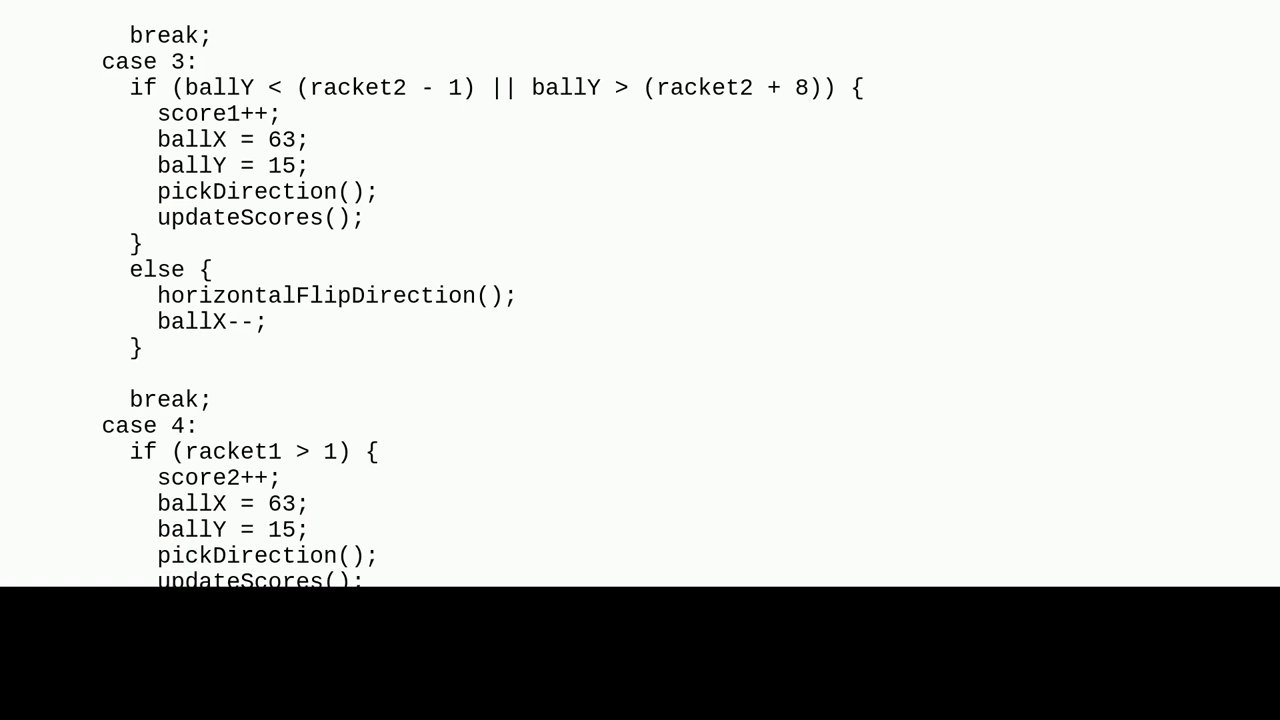 break;
case 3:
if (ballY < (racket2 - 1) || ballY > (racket2 + 8)) {
score1++;
ballX = 63;
ballY = 15;
pickDirection();
updateScores();
}
else {
horizontalFlipDirection();
ballX--;
}
break;
case 4:
if (racket1 > 1) {
score2++;
ballX = 63;
ballY = 15;
pickDirection();
updateScores();